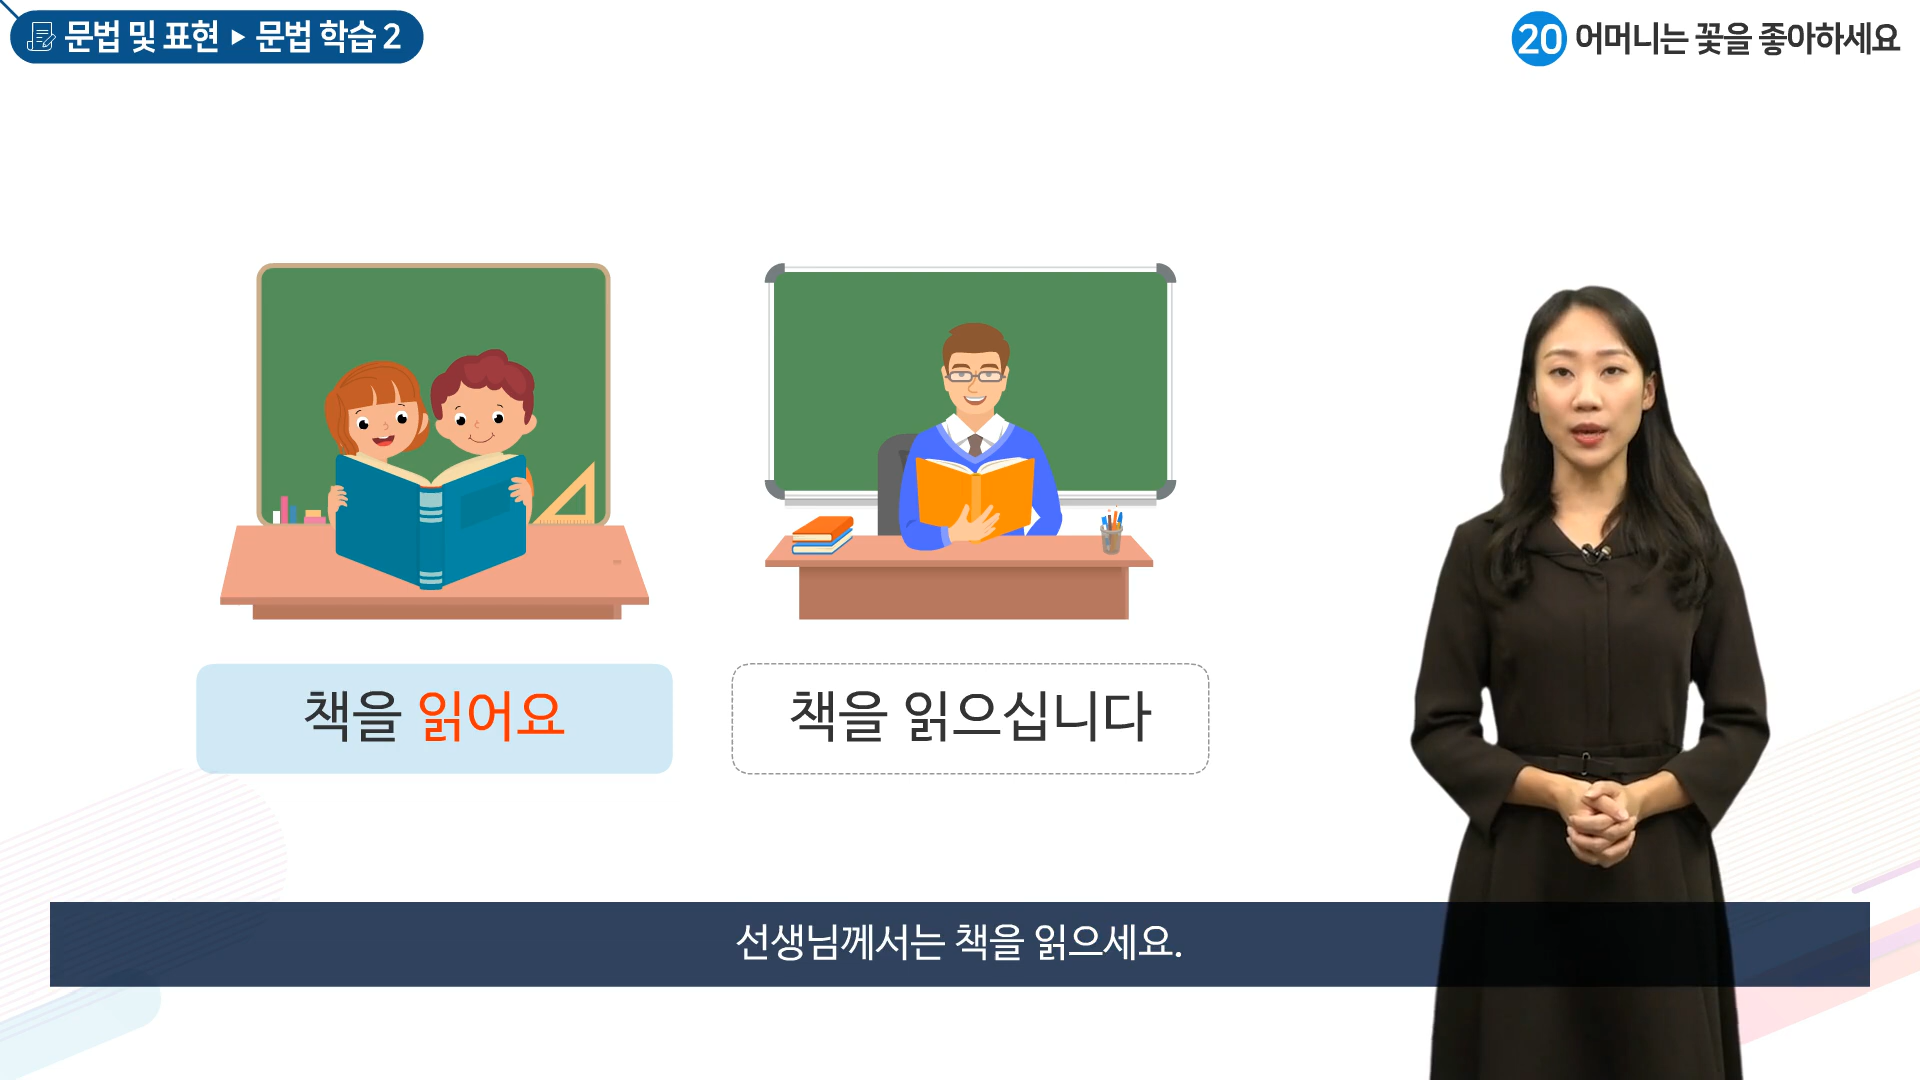 문법 및 표현 ▶ 문법 학습 2
20 어머니는 꽃을 좋아하세요
책을 읽어요
책을 읽으십니다
선생님께서는 책을 읽으세요.